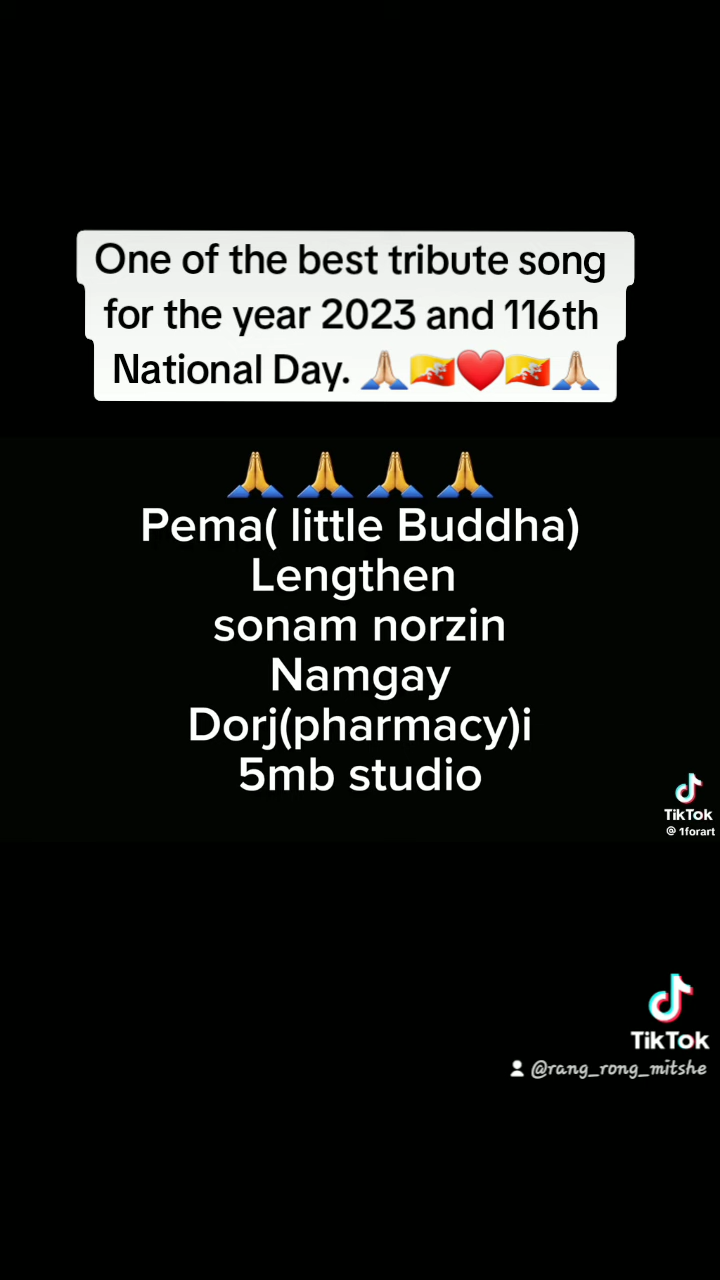 One of the best tribute song
for the year 2023 and 116th
National Day. 🙏🏼🇧🇹❤️🇧🇹🙏🏼
🙏🙏🙏🙏
Pema( little Buddha)
Lengthen
sonam norzin
Namgay
Dorj(pharmacy)i
5mb studio
TikTok
@ 1forart
TikTok
@rang_rong_mitshe